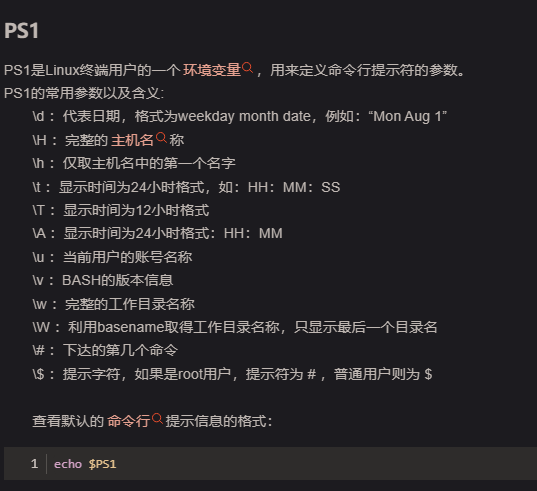 PS1
PS1是Linux终端用户的一个 环境变量 ，用来定义命令行提示符的参数。
PS1的常用参数以及含义:
\d ：代表日期，格式为weekday month date，例如：“Mon Aug 1”
\H ：完整的 主机名 称
\h ：仅取主机名中的第一个名字
\t ：显示时间为24小时格式，如：HH：MM：SS
\T ：显示时间为12小时格式
\A ：显示时间为24小时格式：HH：MM
\u ：当前用户的账号名称
\v ：BASH的版本信息
\w ：完整的工作目录名称
\W ：利用basename取得工作目录名称，只显示最后一个目录名
\# ：下达的第几个命令
\$ ：提示字符，如果是root用户，提示符为 # ，普通用户则为 $
查看默认的 命令行 提示信息的格式：
1 echo $PS1